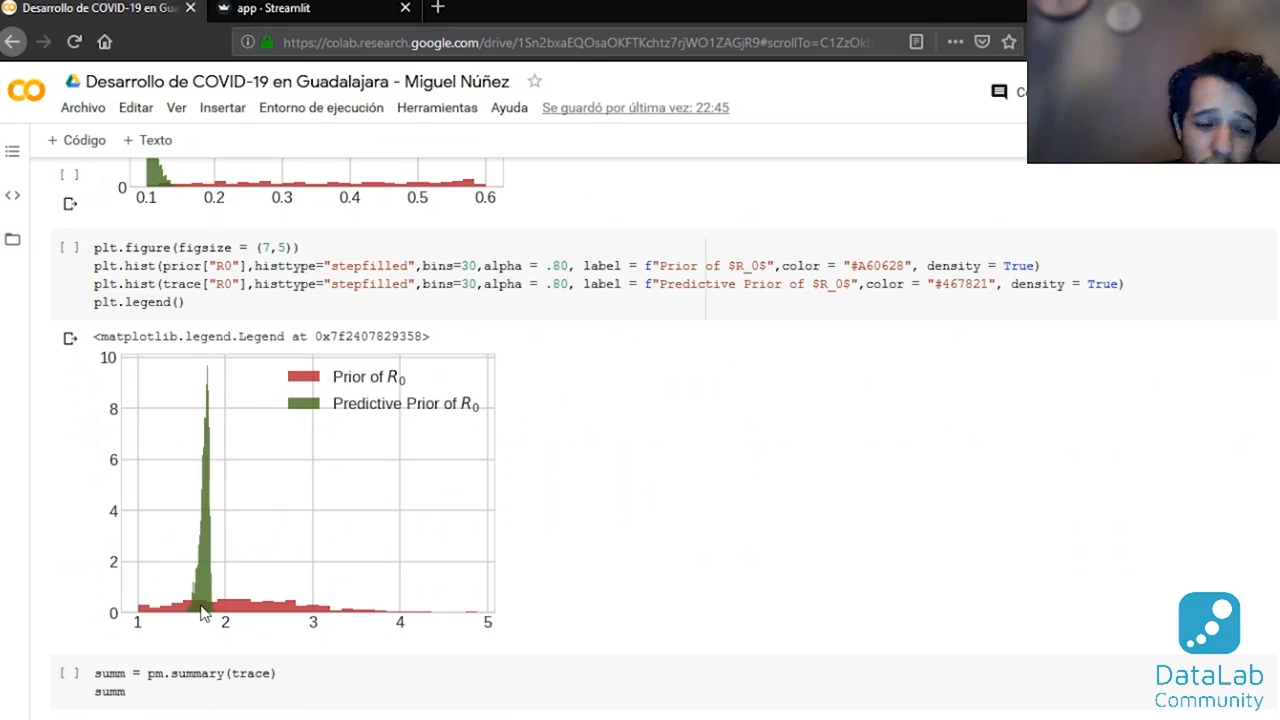 Desarrollo de COVID-19 en Gua
app · Streamlit
https://colab.research.google.com/drive/1Sn2bxaEQOsaOKFTKchtz7rjWO1ZAGjR9#scrollTo=C1ZzOkb
Desarrollo de COVID-19 en Guadalajara - Miguel Núñez
Archivo Editar Ver Insertar Entorno de ejecución Herramientas Ayuda Se guardó por última vez: 22:45
+ Código + Texto
[ ]
0
0.1 0.2 0.3 0.4 0.5 0.6
[ ] plt.figure(figsize = (7,5))
plt.hist(prior["R0"],histtype="stepfilled",bins=30,alpha = .80, label = f"Prior of $R_0$",color = "#A60628", density = True)
plt.hist(trace["R0"],histtype="stepfilled",bins=30,alpha = .80, label = f"Predictive Prior of $R_0$",color = "#467821", density = True)
plt.legend()
<matplotlib.legend.Legend at 0x7f2407829358>
10
Prior of R0
Predictive Prior of R0
8
6
4
2
0
1 2 3 4 5
[ ] summ = pm.summary(trace)
summ
DataLab
Community